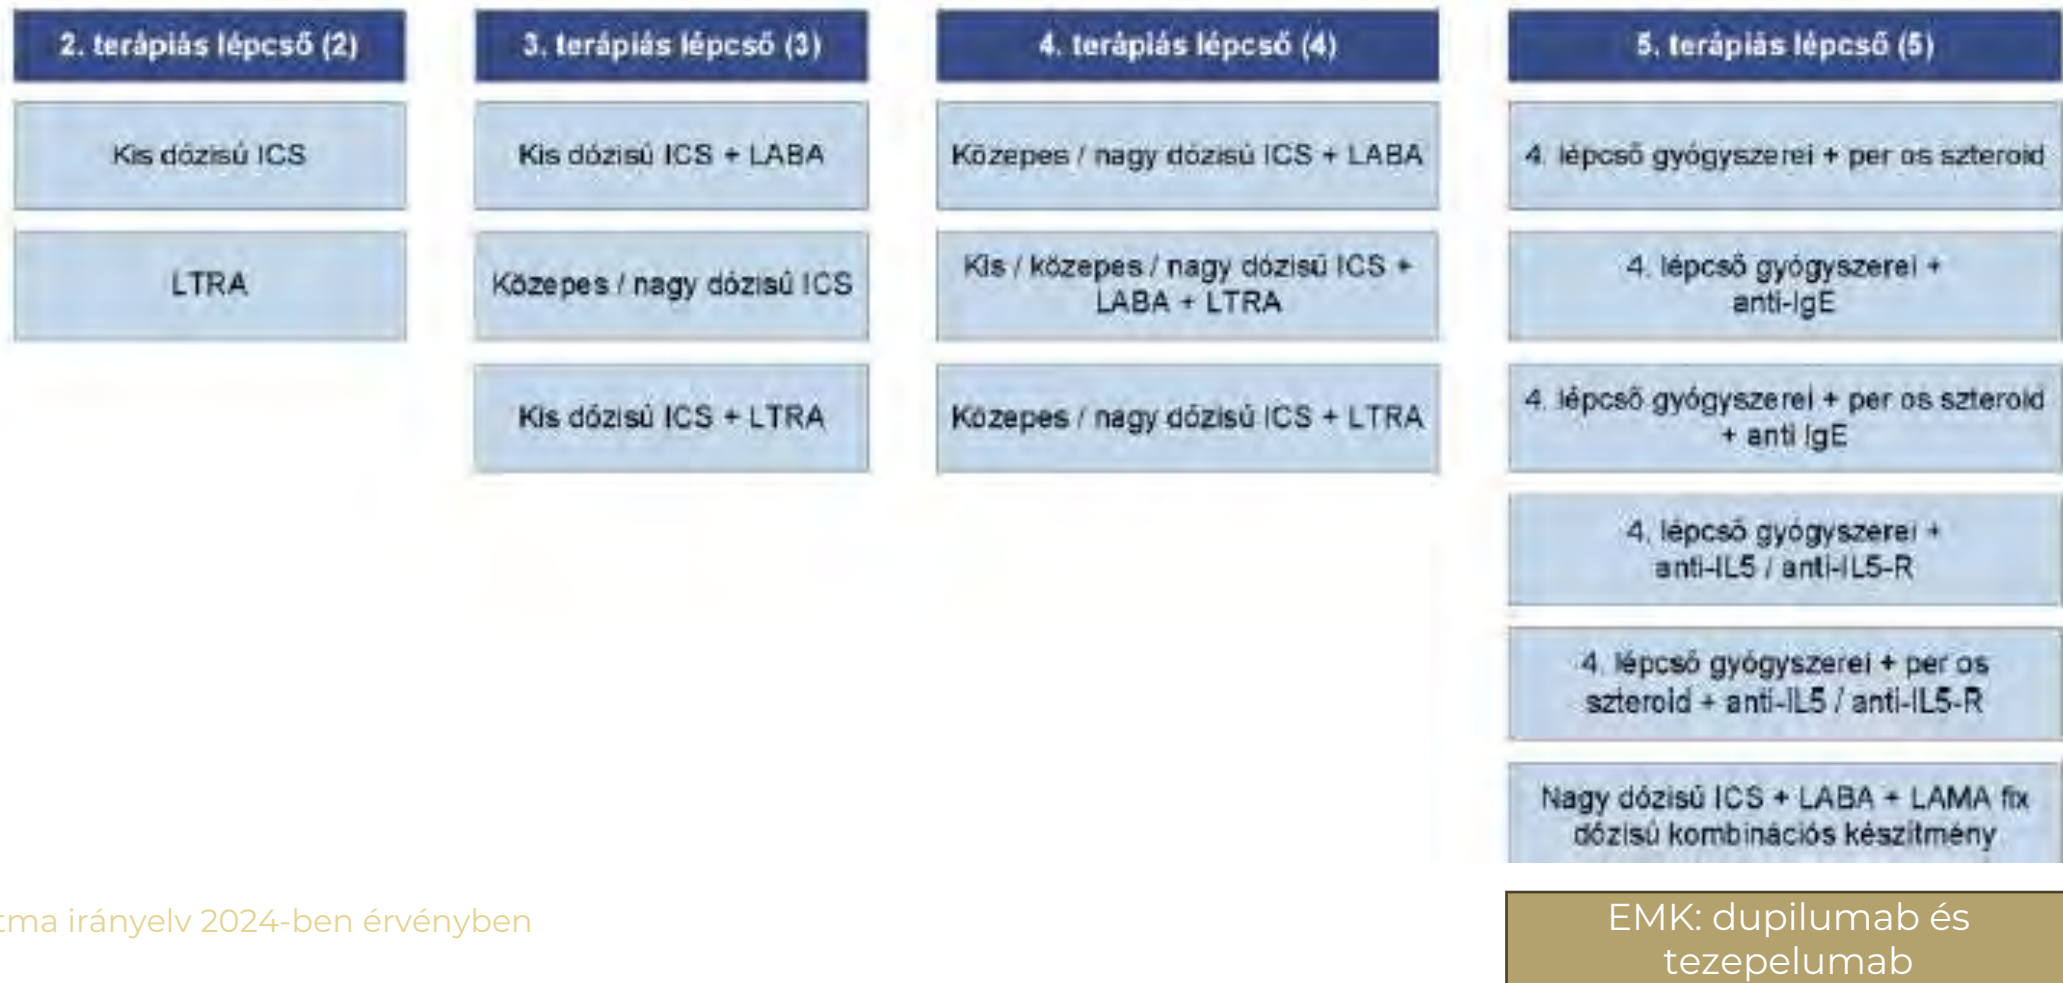 2. terápiás lépcső (2)
Kis dózisú ICS
LTRA
3. terápiás lépcső (3)
Kis dózisú ICS + LABA
Közepes / nagy dózisú ICS
Kis dózisú ICS + LTRA
4. terápiás lépcső (4)
Közepes / nagy dózisú ICS + LABA
Kis / közepes / nagy dózisú ICS +
LABA + LTRA
Közepes / nagy dózisú ICS + LTRA
5. terápiás lépcső (5)
4. lépcső gyógyszerei + per os szteroid
4. lépcső gyógyszerei +
anti-IgE
4. lépcső gyógyszerei + per os szteroid
+ anti IgE
4. lépcső gyógyszerei +
anti-IL5 / anti-IL5-R
4. lépcső gyógyszerei + per os
szteroid + anti-IL5 / anti-IL5-R
Nagy dózisú ICS + LABA + LAMA fix
dózisú kombinációs készítmény
tma irányelv 2024-ben érvényben
EMK: dupilumab és
tezepelumab